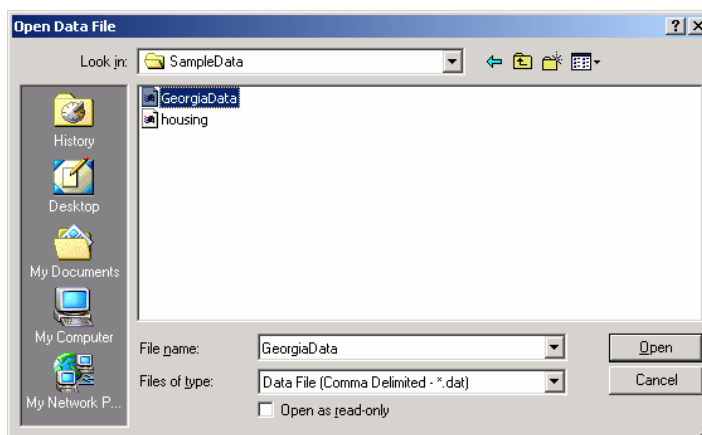 Open Data File
Look in: SampleData
GeorgiaData
housing
History
Desktop
My Documents
My Computer
My Network P...
File name: GeorgiaData Open
Files of type: Data File (Comma Delimited - *.dat) Cancel
Open as read-only